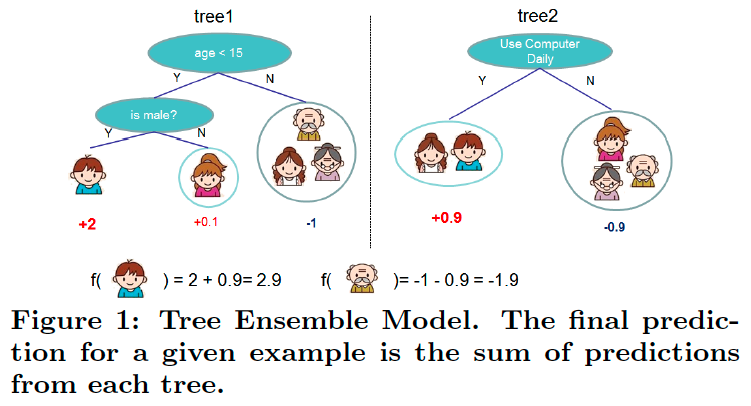 tree1
tree2
age < 15
Use Computer
Daily
Y
N
Y
N
is male?
Y
N
+2
+0.1
-1
+0.9
-0.9
f( ) = 2 + 0.9= 2.9
f( )= -1 - 0.9 = -1.9
Figure 1: Tree Ensemble Model. The final predic-
tion for a given example is the sum of predictions
from each tree.